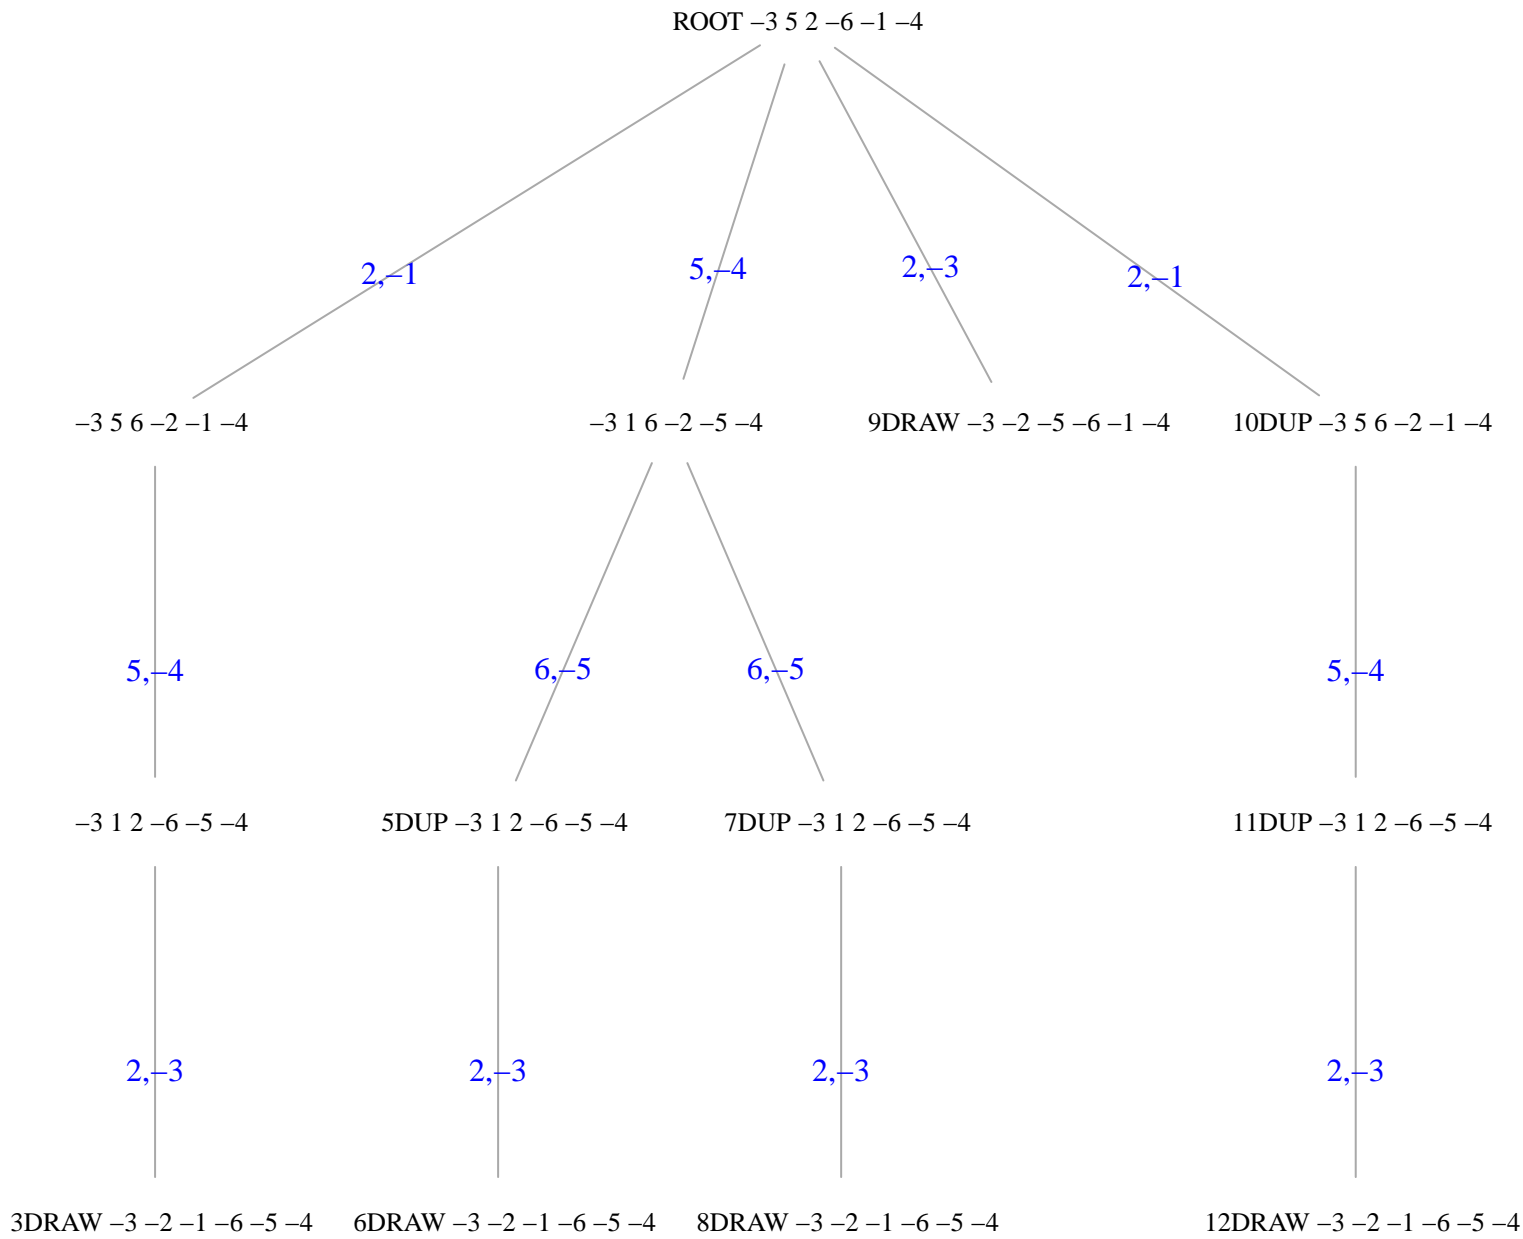 ROOT –3 5 2 –6 –1 –4
2,–1
5,–4
2,–3
2,–1
–3 5 6 –2 –1 –4
–3 1 6 –2 –5 –4
9DRAW –3 –2 –5 –6 –1 –4
10DUP –3 5 6 –2 –1 –4
5,–4
6,–5
6,–5
5,–4
–3 1 2 –6 –5 –4
5DUP –3 1 2 –6 –5 –4
7DUP –3 1 2 –6 –5 –4
11DUP –3 1 2 –6 –5 –4
2,–3
2,–3
2,–3
2,–3
3DRAW –3 –2 –1 –6 –5 –4
6DRAW –3 –2 –1 –6 –5 –4
8DRAW –3 –2 –1 –6 –5 –4
12DRAW –3 –2 –1 –6 –5 –4